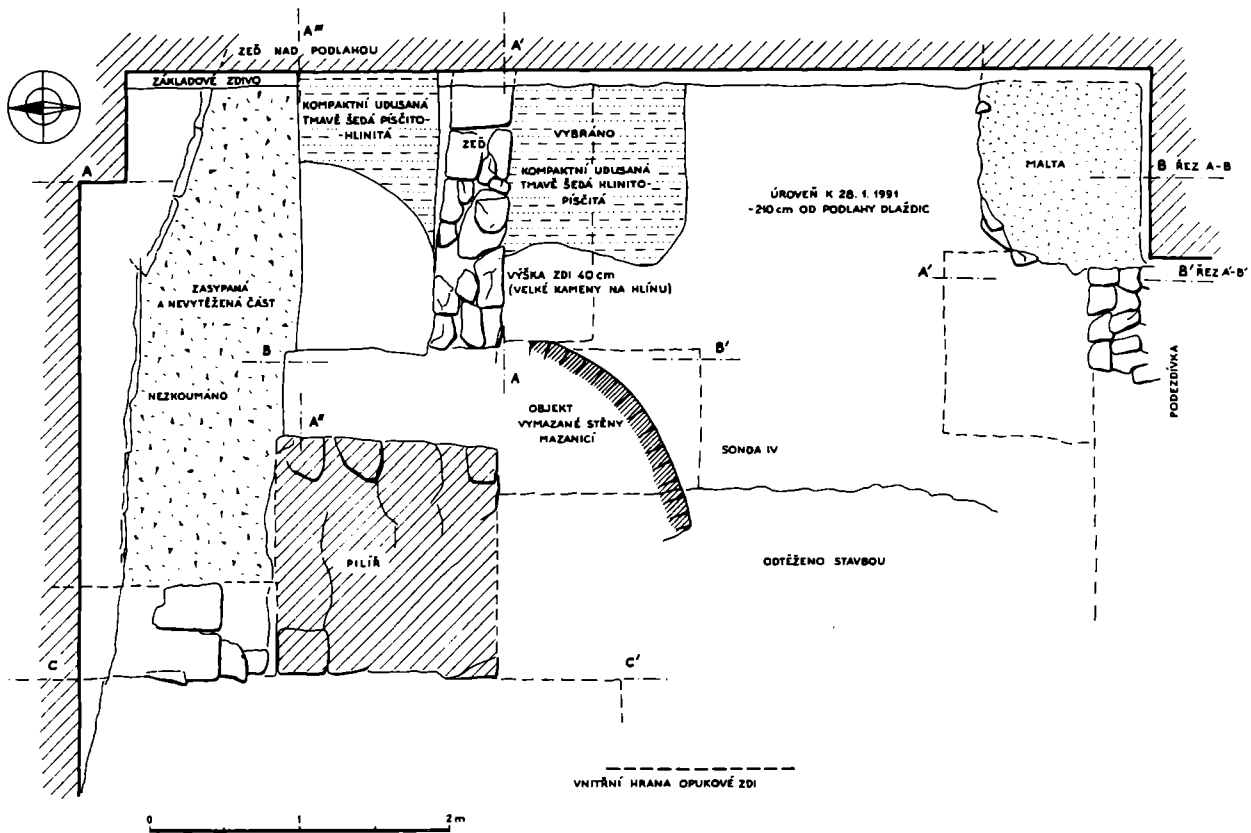 A'''
A'
ZEĎ NAD PODLAHOU
ZÁKLADOVÉ ZDIVO
KOMPAKTNÍ UDUSANÁ
TMAVĚ ŠEDÁ PÍSČITO-
HLINITÁ
ZEĎ
VYBRÁNO
KOMPAKTNÍ UDUSANÁ
TMAVĚ ŠEDÁ HLINITO-
PÍSČITÁ
MALTA
A
B ŘEZ A-B
ÚROVEŇ K 28. 1. 1991
-210 cm OD PODLAHY DLAŽDIC
ZASYPANÁ
A NEVYTĚŽENÁ ČÁST
VÝŠKA ZDI 40 cm
(VELKÉ KAMENY NA HLÍNU)
A'
B' ŘEZ A'-B'
B
B'
A
PODEZDÍVKA
NEZKOUMÁNO
A"
OBJEKT
VYMAZANÉ STĚNY
MAZANICÍ
SONDA IV
PILÍŘ
ODTĚŽENO STAVBOU
C
C'
VNITŘNÍ HRANA OPUKOVÉ ZDI
0 1 2 m